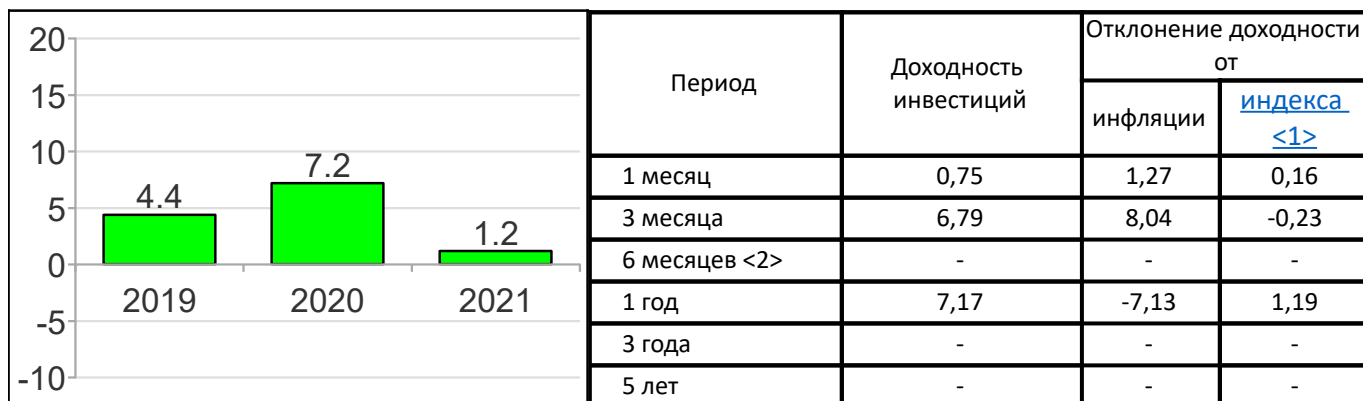 20
15
10
5
0
-5
-10
4.4
7.2
1.2
2019
2020
2021
Период
Доходность
инвестиций
Отклонение доходности
от
инфляции
индекса
<1>
1 месяц 0,75 1,27 0,16
3 месяца 6,79 8,04 -0,23
6 месяцев <2> - - -
1 год 7,17 -7,13 1,19
3 года - - -
5 лет - - -